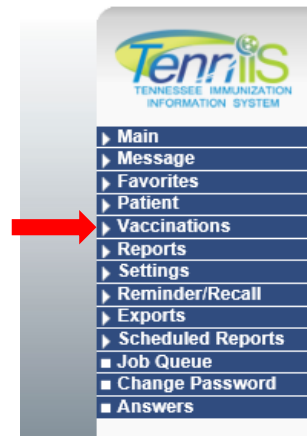 TennIIS
TENNESSEE IMMUNIZATION
INFORMATION SYSTEM
Main
Message
Favorites
Patient
Vaccinations
Reports
Settings
Reminder/Recall
Exports
Scheduled Reports
Job Queue
Change Password
Answers